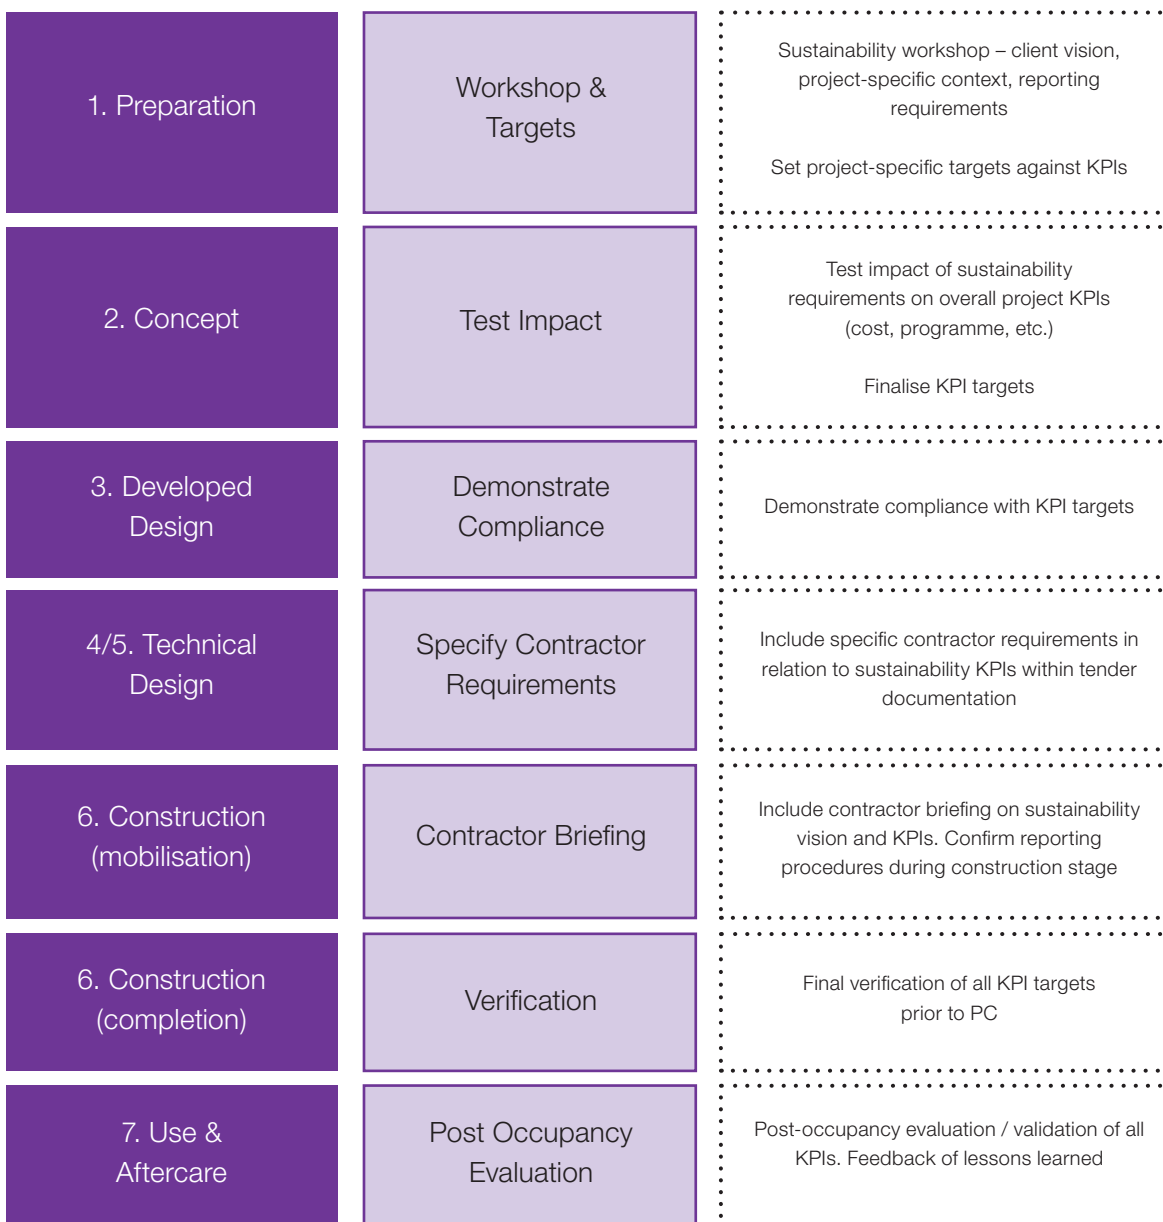 1. Preparation
Workshop &
Targets
Sustainability workshop – client vision,
project-specific context, reporting
requirements
Set project-specific targets against KPIs
2. Concept
Test Impact
Test impact of sustainability
requirements on overall project KPIs
(cost, programme, etc.)
Finalise KPI targets
3. Developed
Design
Demonstrate
Compliance
Demonstrate compliance with KPI targets
4/5. Technical
Design
Specify Contractor
Requirements
Include specific contractor requirements in
relation to sustainability KPIs within tender
documentation
6. Construction
(mobilisation)
Contractor Briefing
Include contractor briefing on sustainability
vision and KPIs. Confirm reporting
procedures during construction stage
6. Construction
(completion)
Verification
Final verification of all KPI targets
prior to PC
7. Use &
Aftercare
Post Occupancy
Evaluation
Post-occupancy evaluation / validation of all
KPIs. Feedback of lessons learned